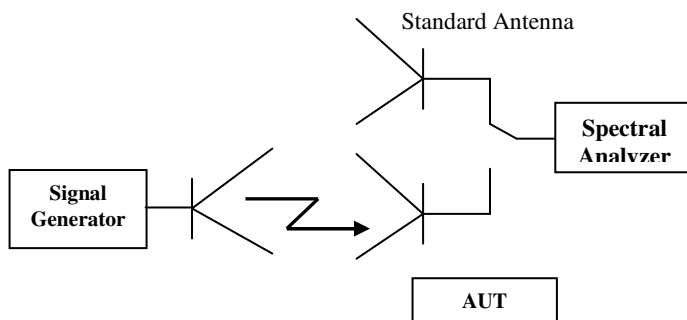 Standard Antenna
Spectral
Analyzer
Signal
Generator
AUT